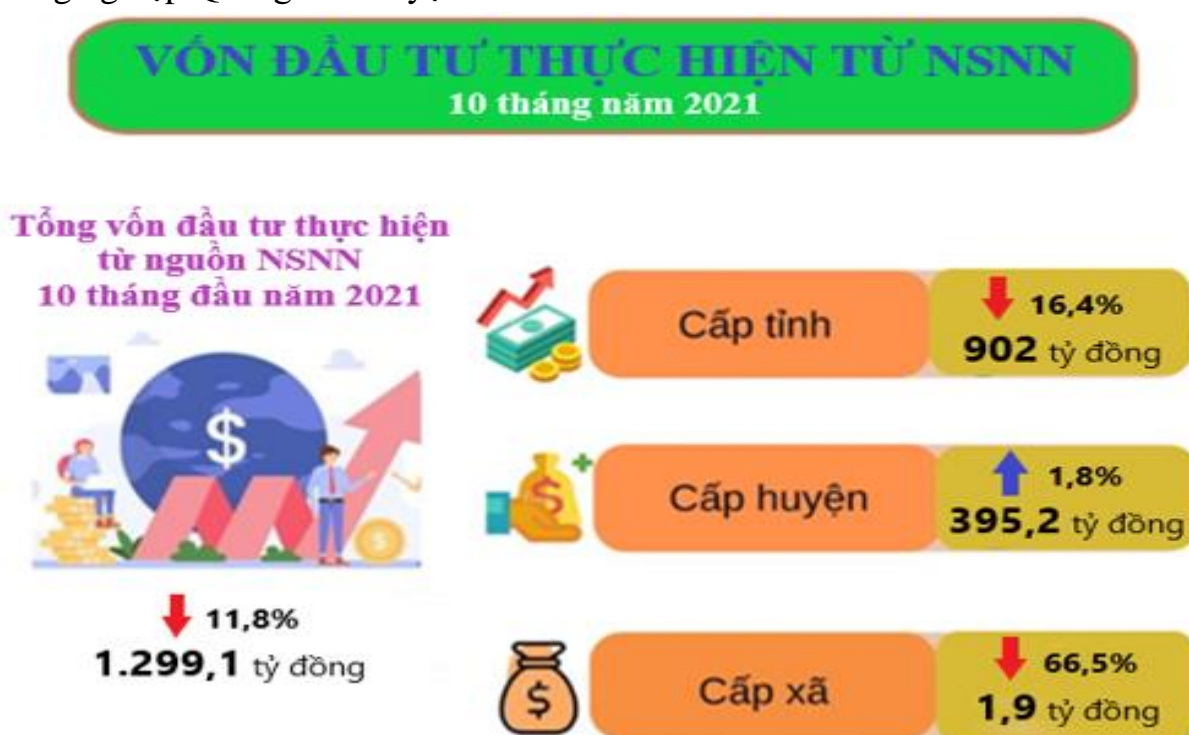 VỐN ĐẦU TƯ THỰC HIỆN TỪ NSNN
10 tháng năm 2021
Tổng vốn đầu tư thực hiện
từ nguồn NSNN
10 tháng đầu năm 2021
11,8%
1.299,1 tỷ đồng
Cấp tỉnh
16,4%
902 tỷ đồng
Cấp huyện
1,8%
395,2 tỷ đồng
Cấp xã
66,5%
1,9 tỷ đồng